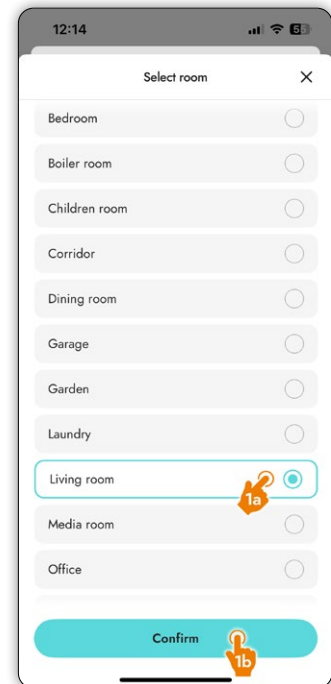 12:14
Select room
Bedroom
Boiler room
Children room
Corridor
Dining room
Garage
Garden
Laundry
Living room
1a
Media room
Office
Confirm
1b